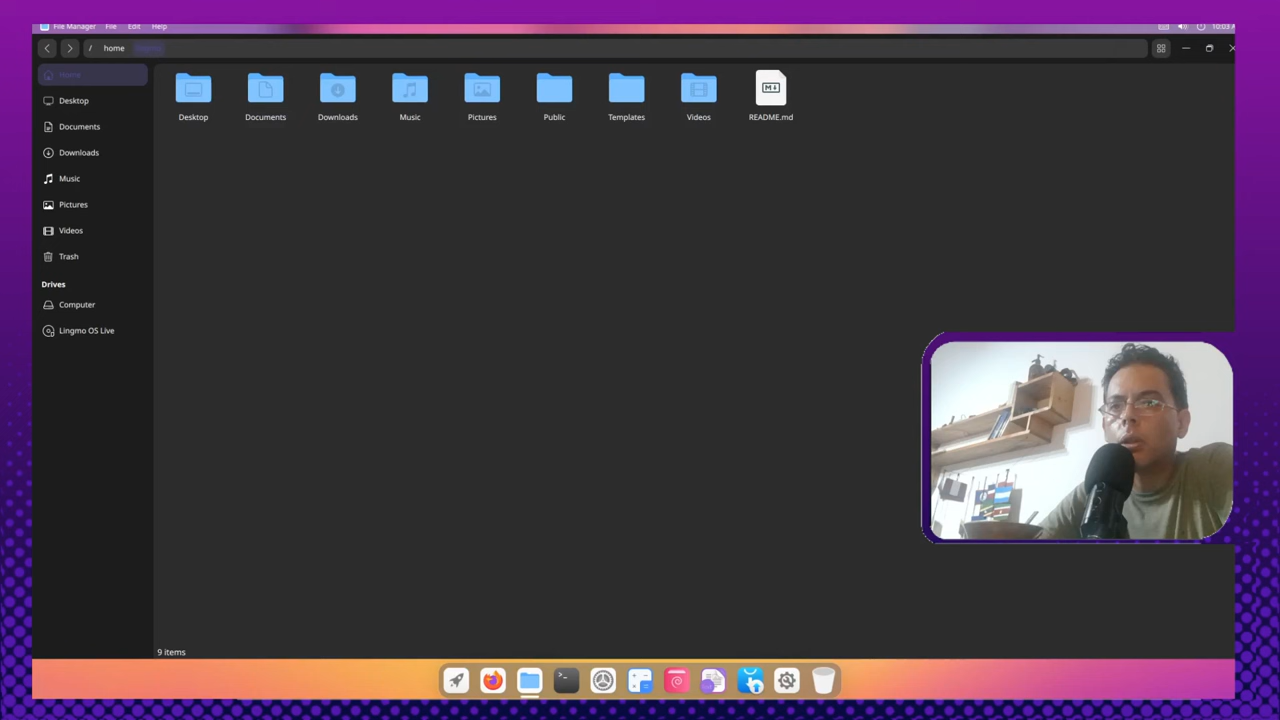 File Manager File Edit Help
/ home
Home
Desktop
Documents
Downloads
Music
Pictures
Videos
Trash
Drives
Computer
Lingmo OS Live
Desktop Documents Downloads Music Pictures Public Templates Videos README.md
9 items